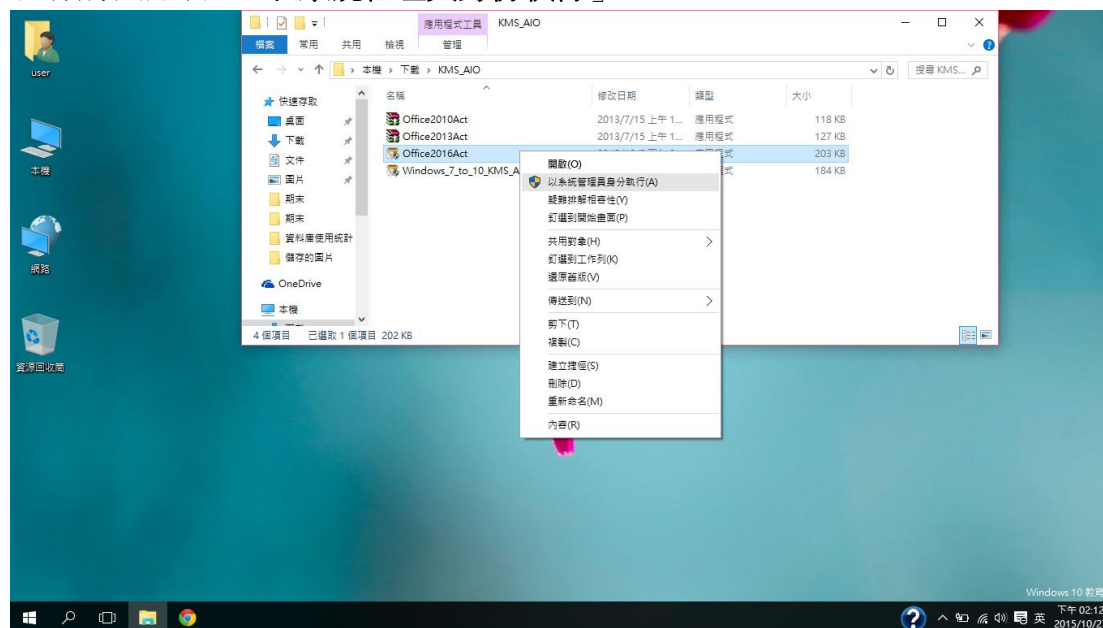 應用程式工具 KMS_AIO
檔案 常用 共用 檢視 管理
本機 › 下載 › KMS_AIO
搜尋 KMS...
名稱 修改日期 類型 大小
快速存取
桌面
下載
文件
圖片
期末
期末
資料庫使用統計
儲存的圖片
OneDrive
本機
Office2010Act 2013/7/15 上午 1... 應用程式 118 KB
Office2013Act 2013/7/15 上午 1... 應用程式 127 KB
Office2016Act 203 KB
Windows_7_to_10_KMS_A 184 KB
4 個項目 已選取 1 個項目 202 KB
開啟(O)
以系統管理員身分執行(A)
疑難排解相容性(Y)
釘選到開始畫面(P)
共用對象(H)
釘選到工作列(K)
還原舊版(V)
傳送到(N)
剪下(T)
複製(C)
建立捷徑(S)
刪除(D)
重新命名(M)
內容(R)
user
本機
網路
資源回收筒
Windows 10 教育
英
下午 02:12
2015/10/2